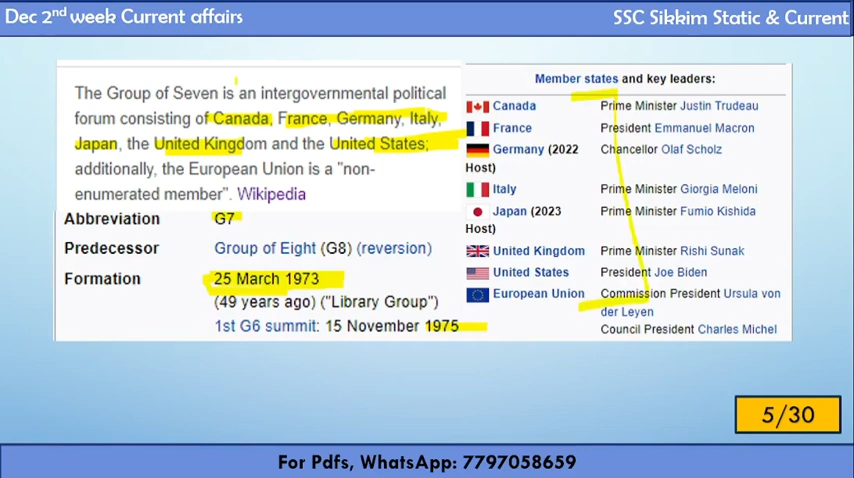 Dec 2nd week Current affairs
SSC Sikkim Static & Current
The Group of Seven is an intergovernmental political
forum consisting of Canada, France, Germany, Italy,
Japan, the United Kingdom and the United States;
additionally, the European Union is a "non-
enumerated member". Wikipedia
Abbreviation G7
Predecessor Group of Eight (G8) (reversion)
Formation 25 March 1973
(49 years ago) ("Library Group")
1st G6 summit: 15 November 1975
Member states and key leaders:
Canada Prime Minister Justin Trudeau
France President Emmanuel Macron
Germany (2022 Chancellor Olaf Scholz
Host)
Italy Prime Minister Giorgia Meloni
Japan (2023 Prime Minister Fumio Kishida
Host)
United Kingdom Prime Minister Rishi Sunak
United States President Joe Biden
European Union Commission President Ursula von
der Leyen
Council President Charles Michel
5/30
For Pdfs, WhatsApp: 7797058659